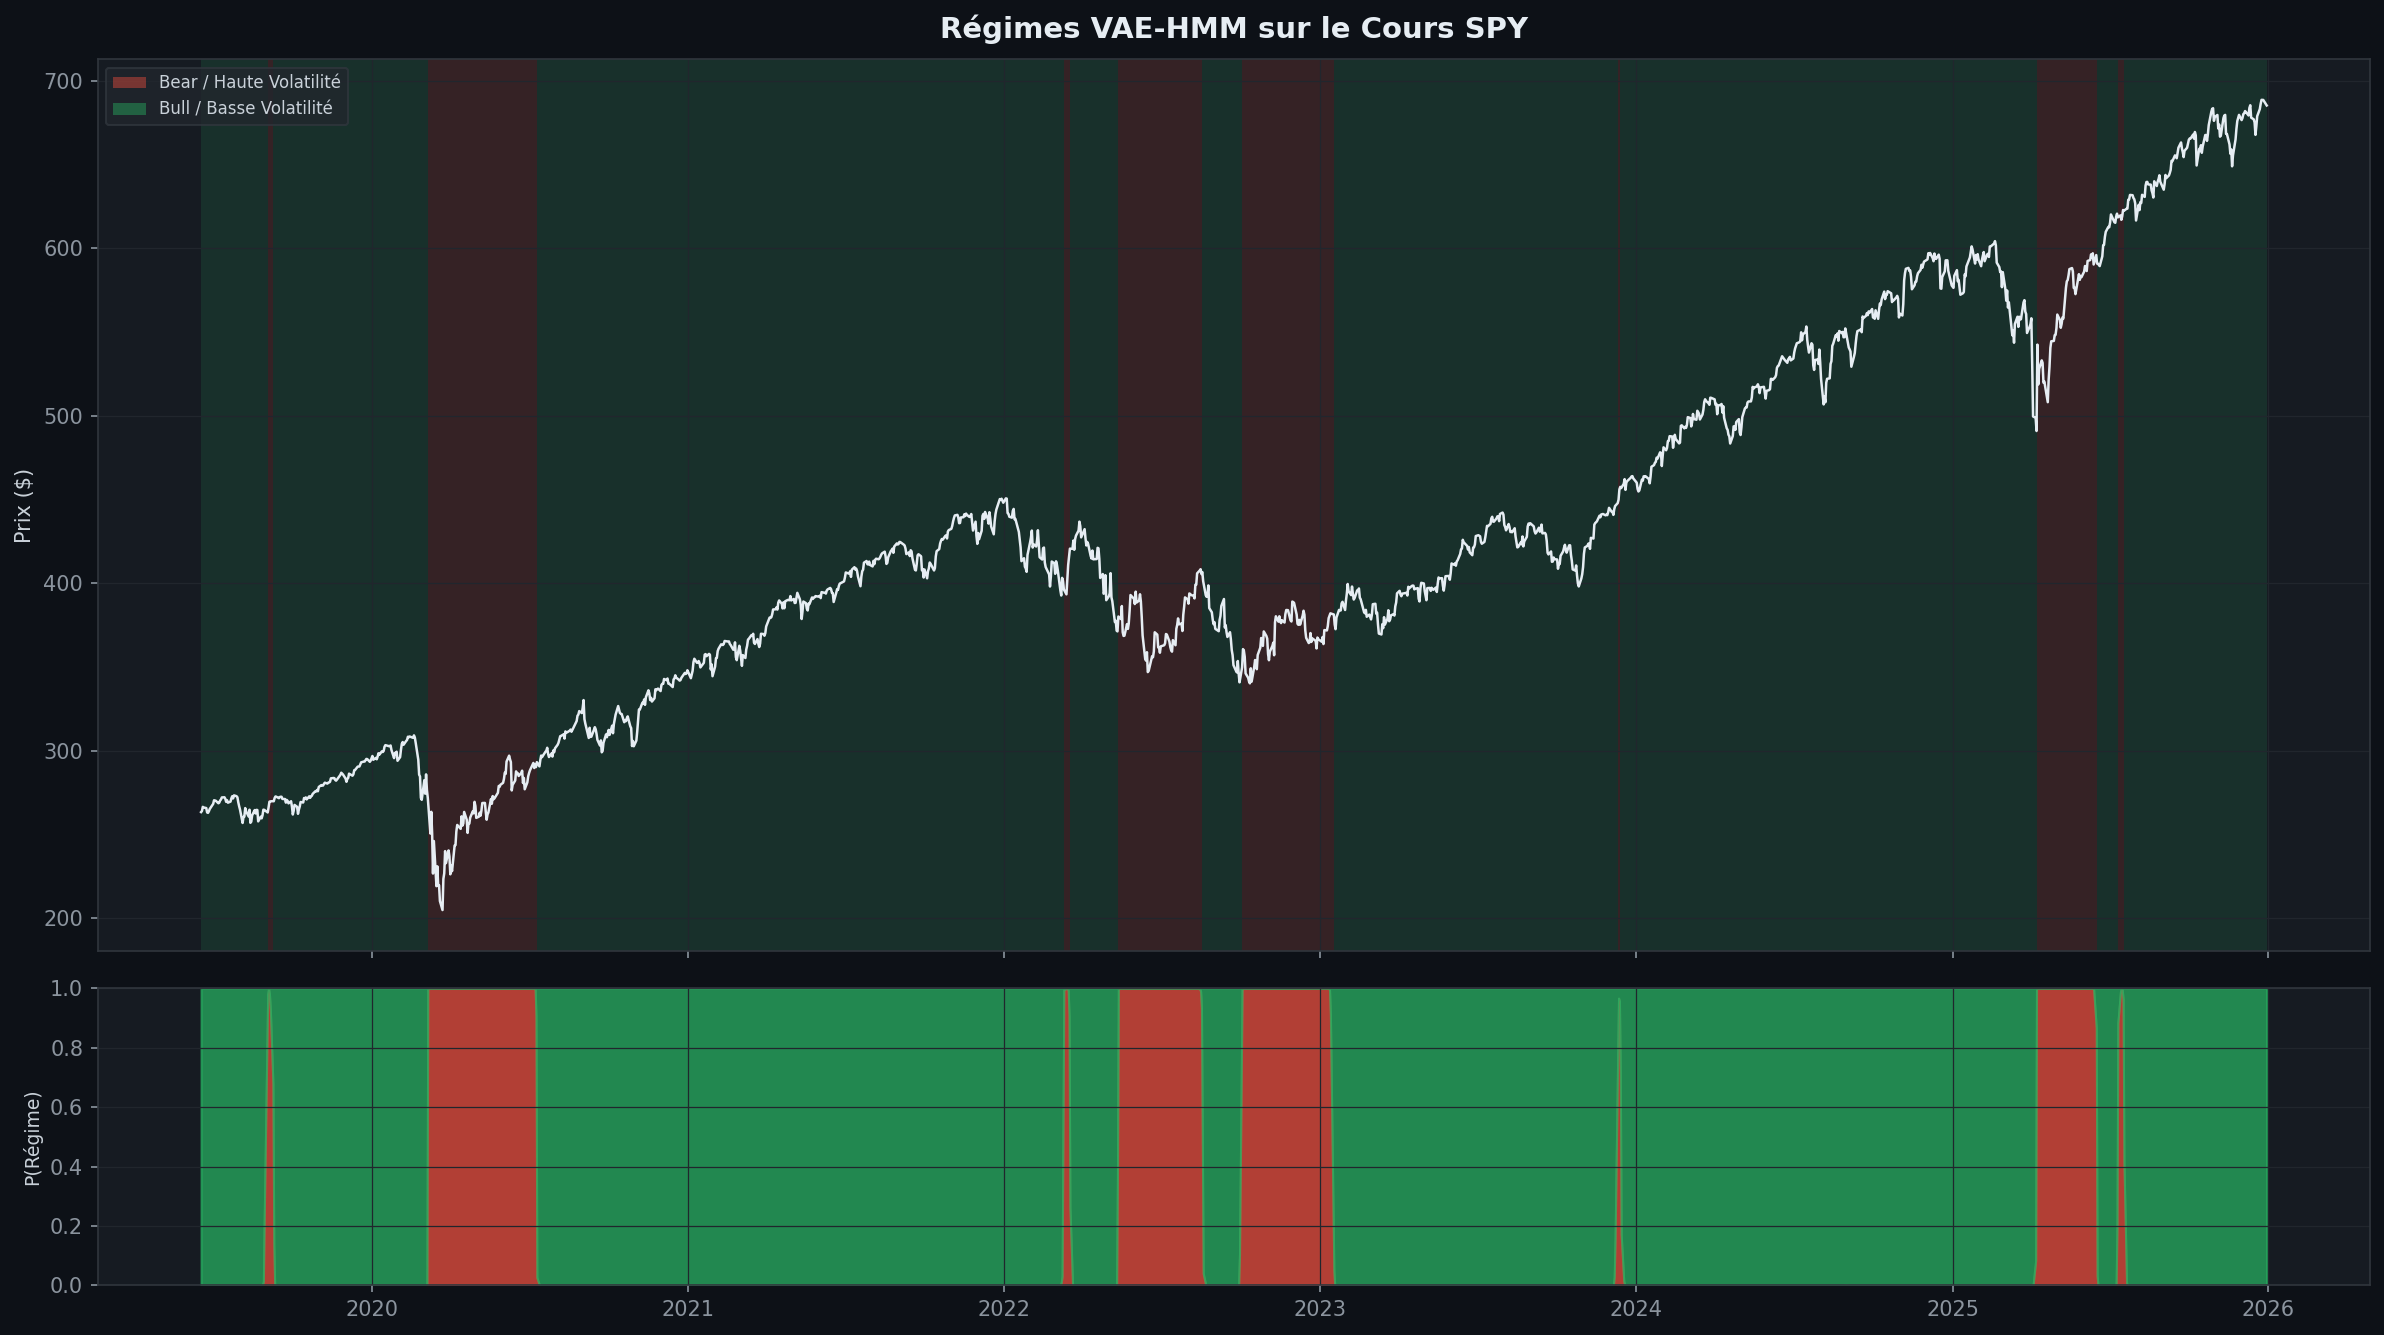 Régimes VAE-HMM sur le Cours SPY
Bear / Haute Volatilité
Bull / Basse Volatilité
Prix ($)
700
600
500
400
300
200
P(Régime)
1.0
0.8
0.6
0.4
0.2
0.0
2020 2021 2022 2023 2024 2025 2026